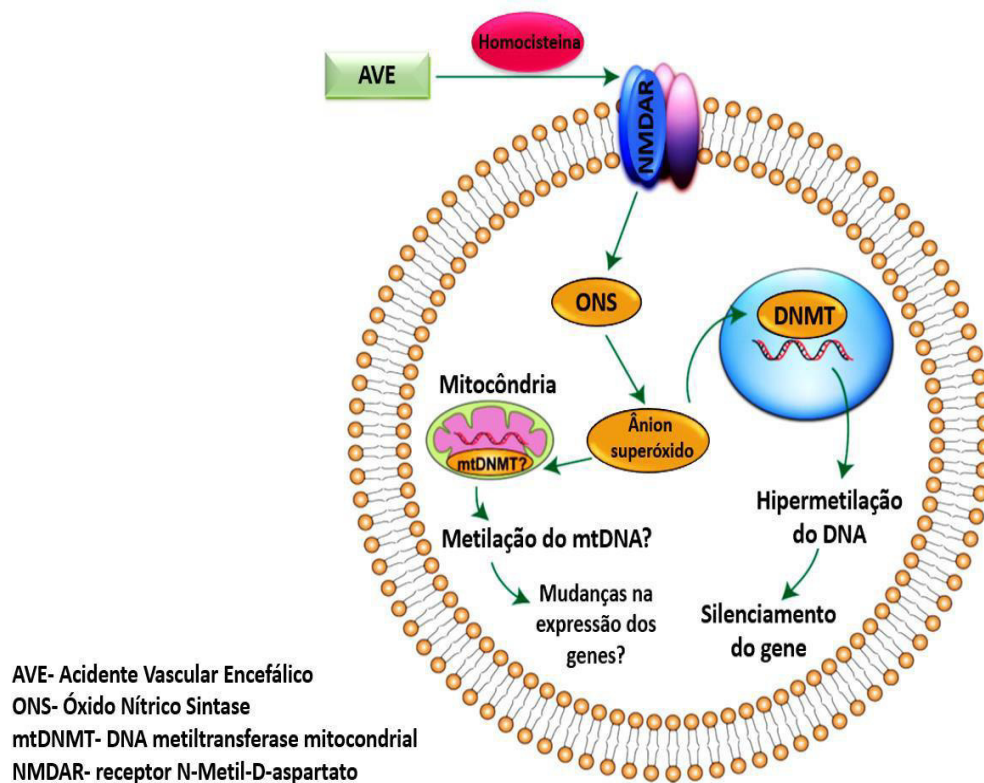 Homocisteina
AVE
NMDAR
ONS
DNMT
Mitocôndria
Ânion
superóxido
mtDNMT?
Hipermetilação
do DNA
Metilação do mtDNA?
Mudanças na
expressão dos
genes?
Silenciamento
do gene
AVE- Acidente Vascular Encefálico
ONS- Óxido Nítrico Sintase
mtDNMT- DNA metiltransferase mitocondrial
NMDAR- receptor N-Metil-D-aspartato